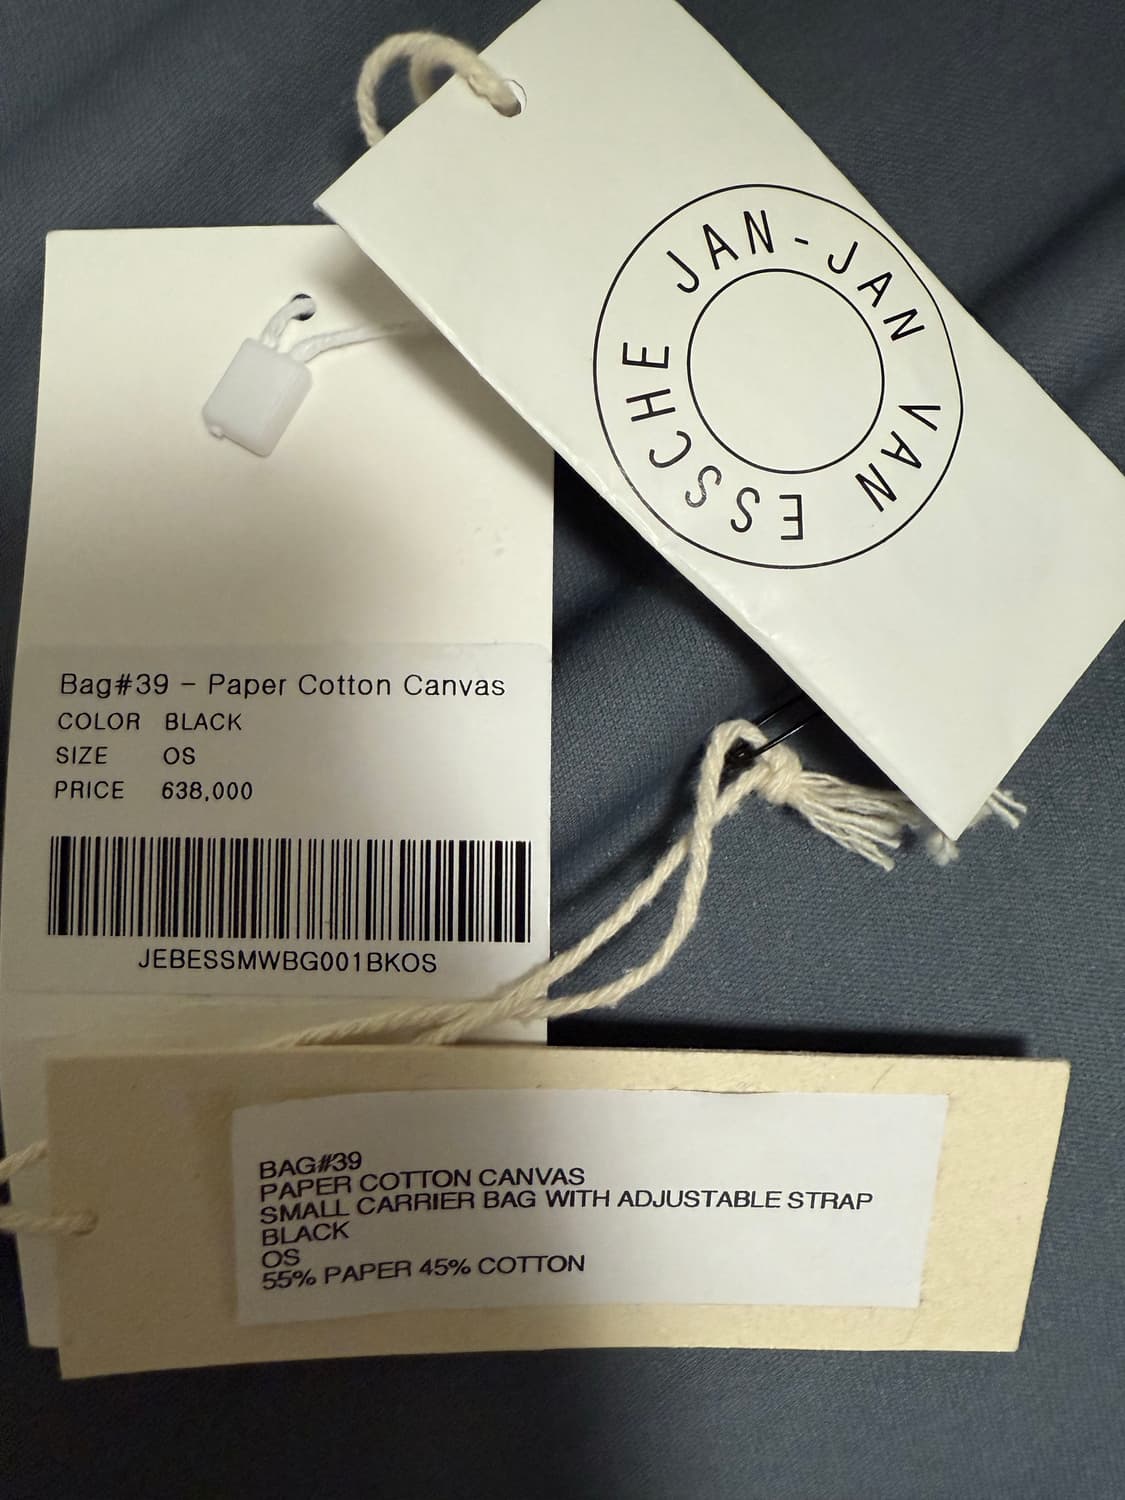 JAN-JAN VAN ESSCHE
Bag#39 – Paper Cotton Canvas
COLOR BLACK
SIZE OS
PRICE 638,000
JEBESSMWBG001BKOS
BAG#39
PAPER COTTON CANVAS
SMALL CARRIER BAG WITH ADJUSTABLE STRAP
BLACK
OS
55% PAPER 45% COTTON